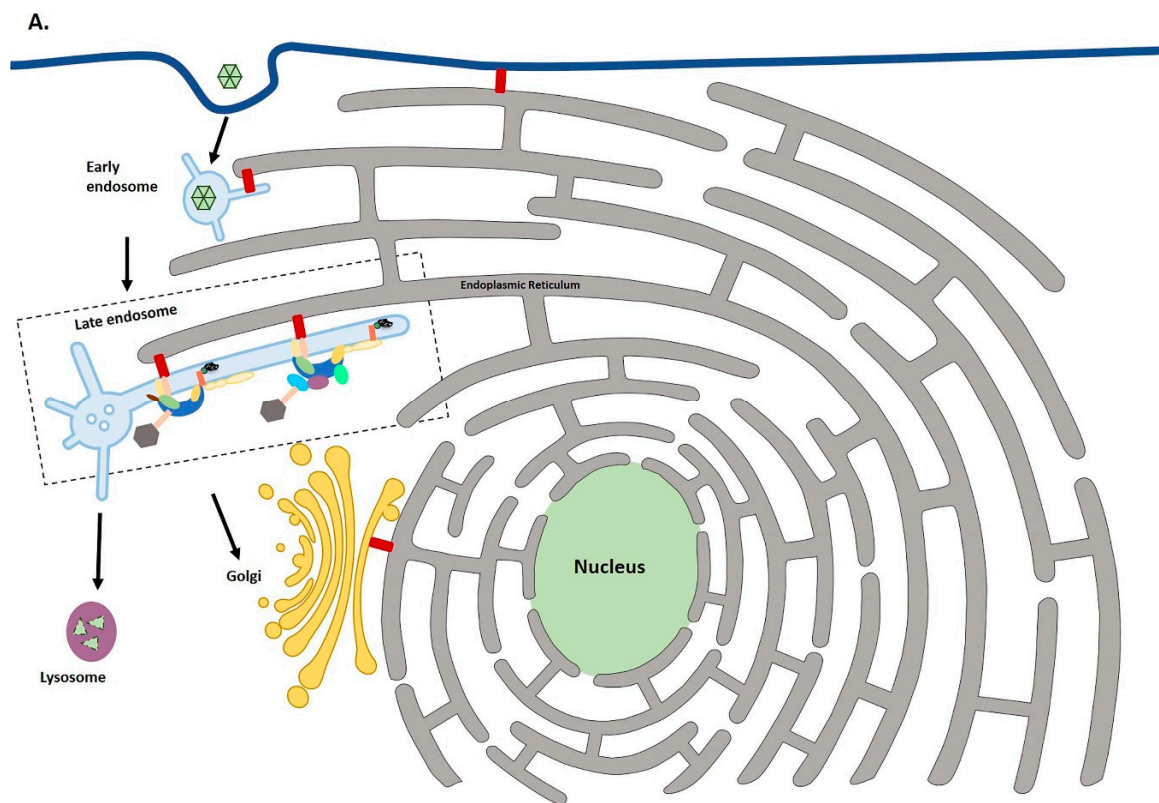 A.
Early
endosome
Endoplasmic Reticulum
Late endosome
Golgi
Nucleus
Lysosome